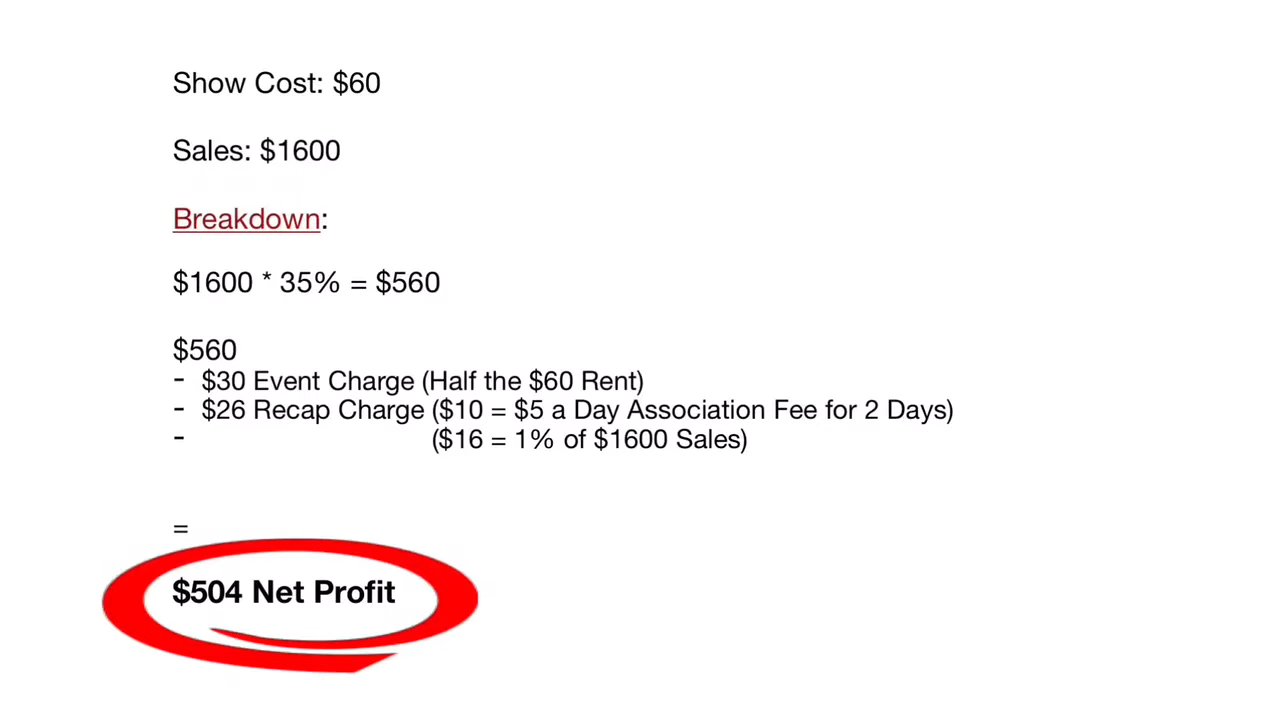 Show Cost: $60
Sales: $1600
Breakdown:
$1600 * 35% = $560
$560
- $30 Event Charge (Half the $60 Rent)
- $26 Recap Charge ($10 = $5 a Day Association Fee for 2 Days)
- ($16 = 1% of $1600 Sales)
=
$504 Net Profit